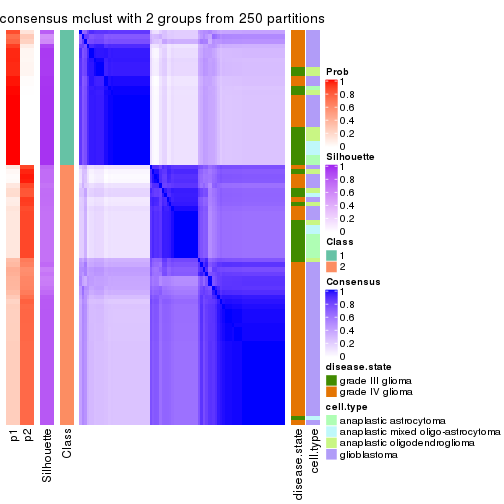 consensus mclust with 2 groups from 250 partitions
Prob
1
0.8
0.6
0.4
0.2
0
Silhouette
1
0.8
0.6
0.4
0.2
0
Class
1
2
Consensus
1
0.8
0.6
0.4
0.2
0
disease.state
grade III glioma
grade IV glioma
cell.type
anaplastic astrocytoma
anaplastic mixed oligo-astrocytoma
anaplastic oligodendroglioma
glioblastoma
p1
p2
Silhouette
Class
disease.state
cell.type